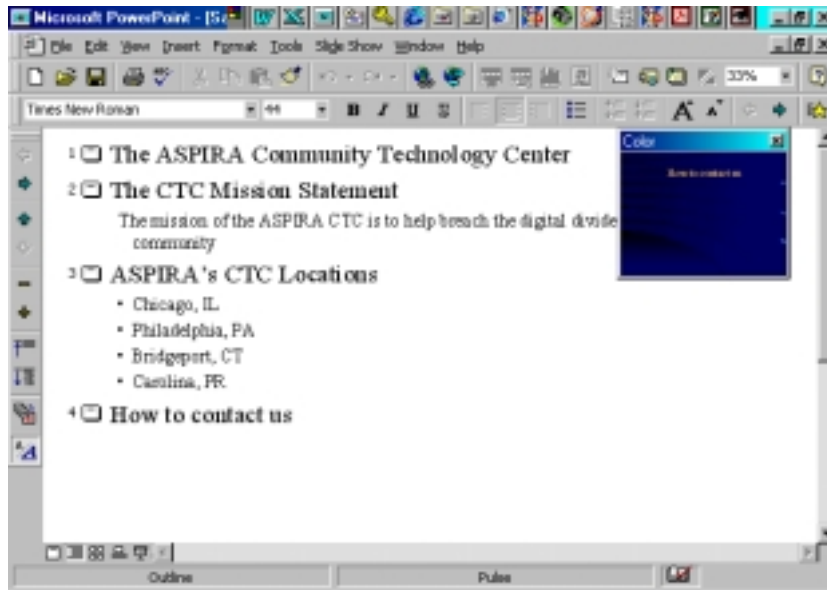 Microsoft PowerPoint - [Sa
File Edit View Insert Format Tools Slide Show Window Help
33%
Times New Roman 44 B I U S A A
1 The ASPIRA Community Technology Center Color
How to contact us
2 The CTC Mission Statement
The mission of the ASPIRA CTC is to help breach the digital divide
community
3 ASPIRA's CTC Locations
• Chicago, IL
• Philadelphia, PA
• Bridgeport, CT
• Carolina, PR
4 How to contact us
Outline Pulse